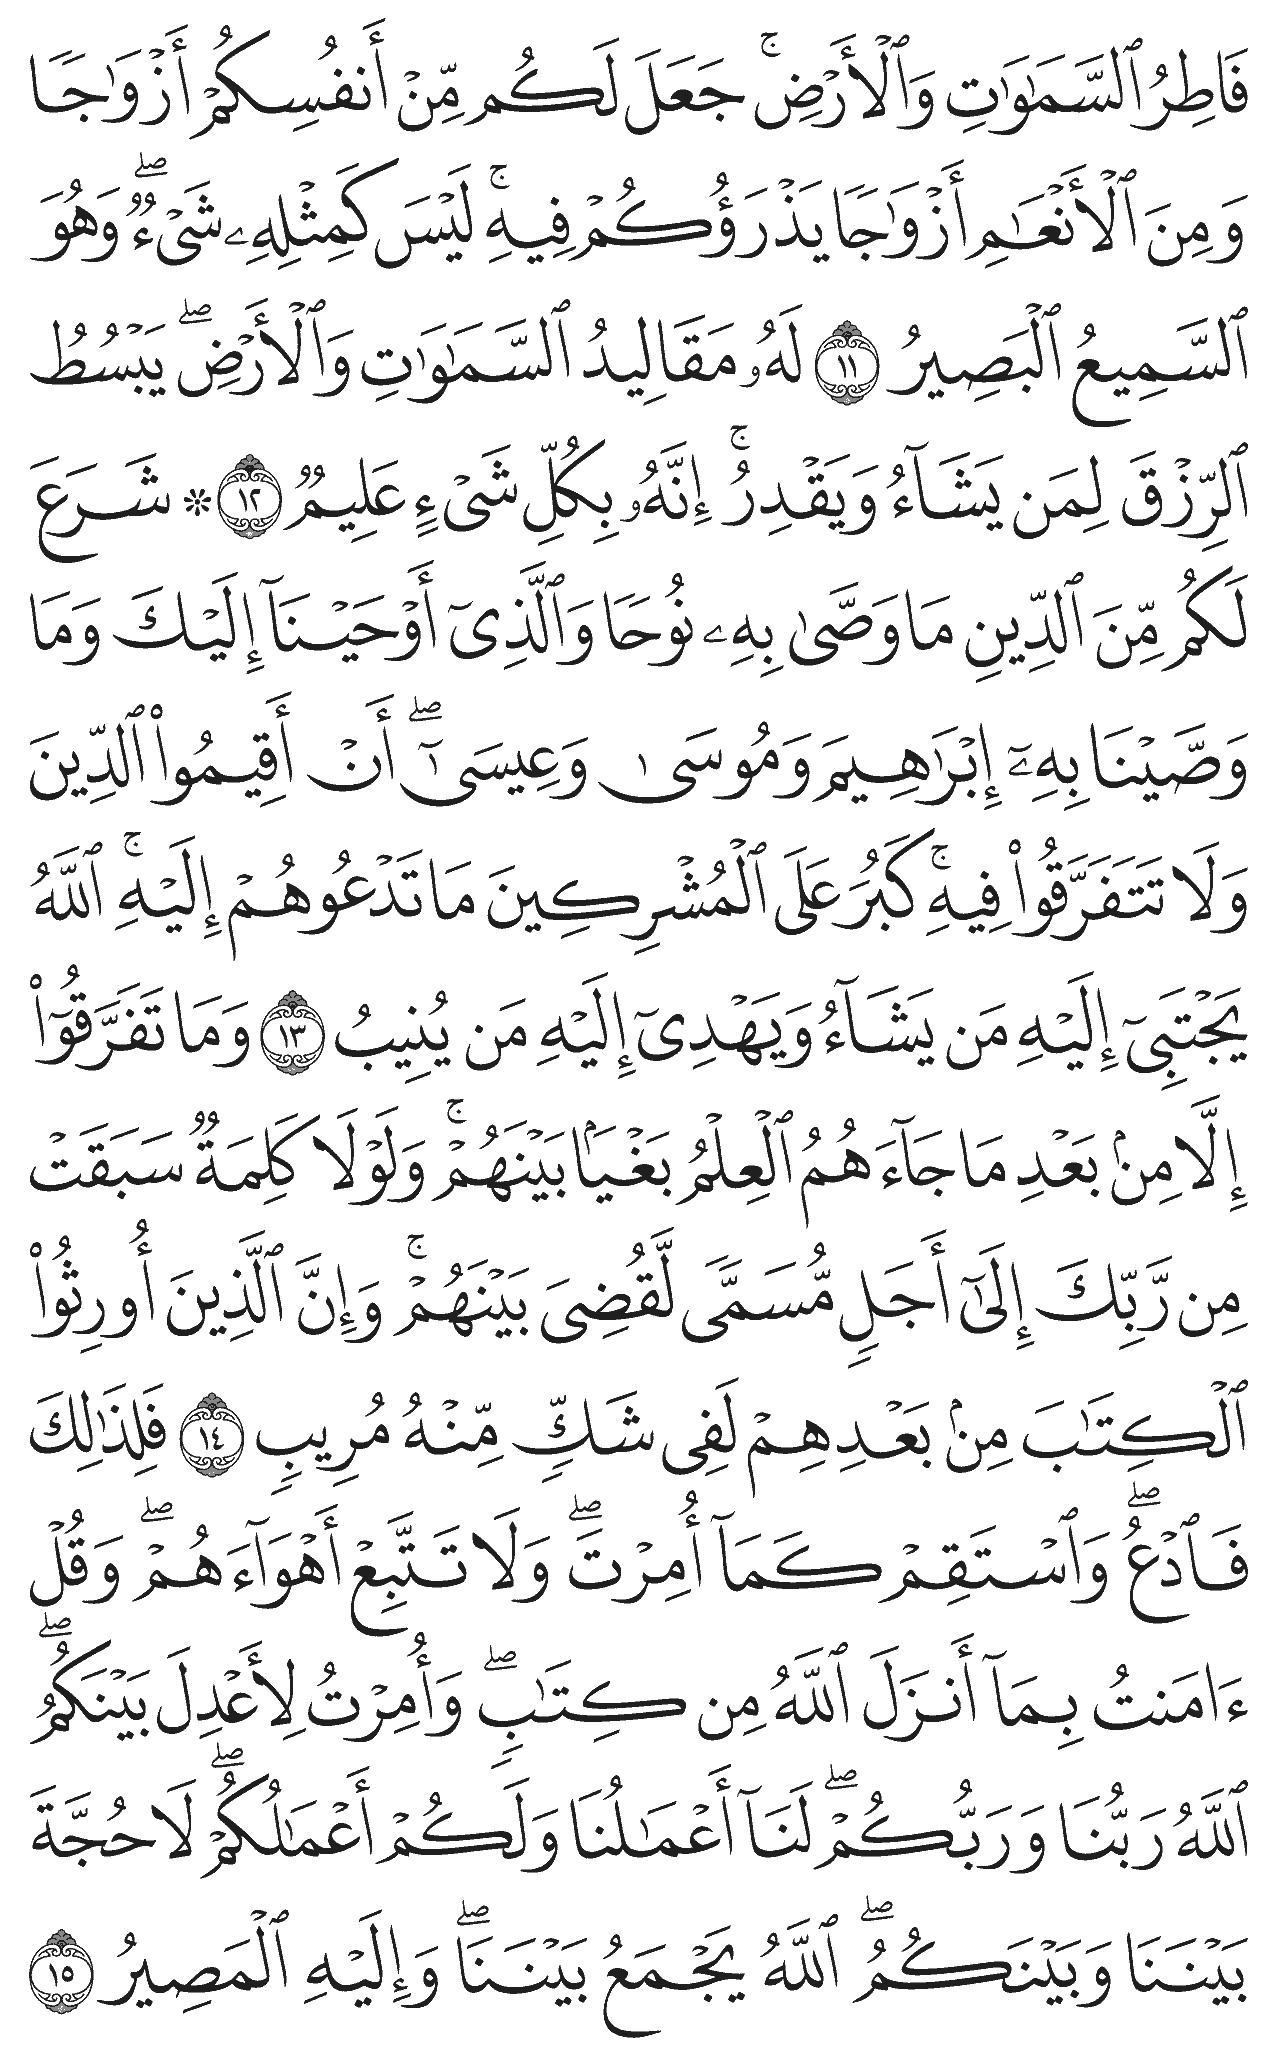 فَاطِرُ ٱلسَّمَٰوَٰتِ وَٱلۡأَرۡضِۚ جَعَلَ لَكُم مِّنۡ أَنفُسِكُمۡ أَزۡوَٰجٗا
وَمِنَ ٱلۡأَنۡعَٰمِ أَزۡوَٰجٗا يَذۡرَؤُكُمۡ فِيهِۚ لَيۡسَ كَمِثۡلِهِۦ شَيۡءٞۖ وَهُوَ
ٱلسَّمِيعُ ٱلۡبَصِيرُ ١١ لَهُۥ مَقَالِيدُ ٱلسَّمَٰوَٰتِ وَٱلۡأَرۡضِۖ يَبۡسُطُ
ٱلرِّزۡقَ لِمَن يَشَآءُ وَيَقۡدِرُۚ إِنَّهُۥ بِكُلِّ شَيۡءٍ عَلِيمٞ ١٢ ۞ شَرَعَ
لَكُم مِّنَ ٱلدِّينِ مَا وَصَّىٰ بِهِۦ نُوحٗا وَٱلَّذِيٓ أَوۡحَيۡنَآ إِلَيۡكَ وَمَا
وَصَّيۡنَا بِهِۦٓ إِبۡرَٰهِيمَ وَمُوسَىٰ وَعِيسَىٰٓۖ أَنۡ أَقِيمُواْ ٱلدِّينَ
وَلَا تَتَفَرَّقُواْ فِيهِۚ كَبُرَ عَلَى ٱلۡمُشۡرِكِينَ مَا تَدۡعُوهُمۡ إِلَيۡهِۚ ٱللَّهُ
يَجۡتَبِيٓ إِلَيۡهِ مَن يَشَآءُ وَيَهۡدِيٓ إِلَيۡهِ مَن يُنِيبُ ١٣ وَمَا تَفَرَّقُوٓاْ
إِلَّا مِنۢ بَعۡدِ مَا جَآءَهُمُ ٱلۡعِلۡمُ بَغۡيَۢا بَيۡنَهُمۡۚ وَلَوۡلَا كَلِمَةٞ سَبَقَتۡ
مِن رَّبِّكَ إِلَىٰٓ أَجَلٖ مُّسَمّٗى لَّقُضِيَ بَيۡنَهُمۡۚ وَإِنَّ ٱلَّذِينَ أُورِثُواْ
ٱلۡكِتَٰبَ مِنۢ بَعۡدِهِمۡ لَفِي شَكّٖ مِّنۡهُ مُرِيبٖ ١٤ فَلِذَٰلِكَ
فَٱدۡعُۖ وَٱسۡتَقِمۡ كَمَآ أُمِرۡتَۖ وَلَا تَتَّبِعۡ أَهۡوَآءَهُمۡۖ وَقُلۡ
ءَامَنتُ بِمَآ أَنزَلَ ٱللَّهُ مِن كِتَٰبٖۖ وَأُمِرۡتُ لِأَعۡدِلَ بَيۡنَكُمُۖ
ٱللَّهُ رَبُّنَا وَرَبُّكُمۡۖ لَنَآ أَعۡمَٰلُنَا وَلَكُمۡ أَعۡمَٰلُكُمۡۖ لَا حُجَّةَ
بَيۡنَنَا وَبَيۡنَكُمُۖ ٱللَّهُ يَجۡمَعُ بَيۡنَنَاۖ وَإِلَيۡهِ ٱلۡمَصِيرُ ١٥